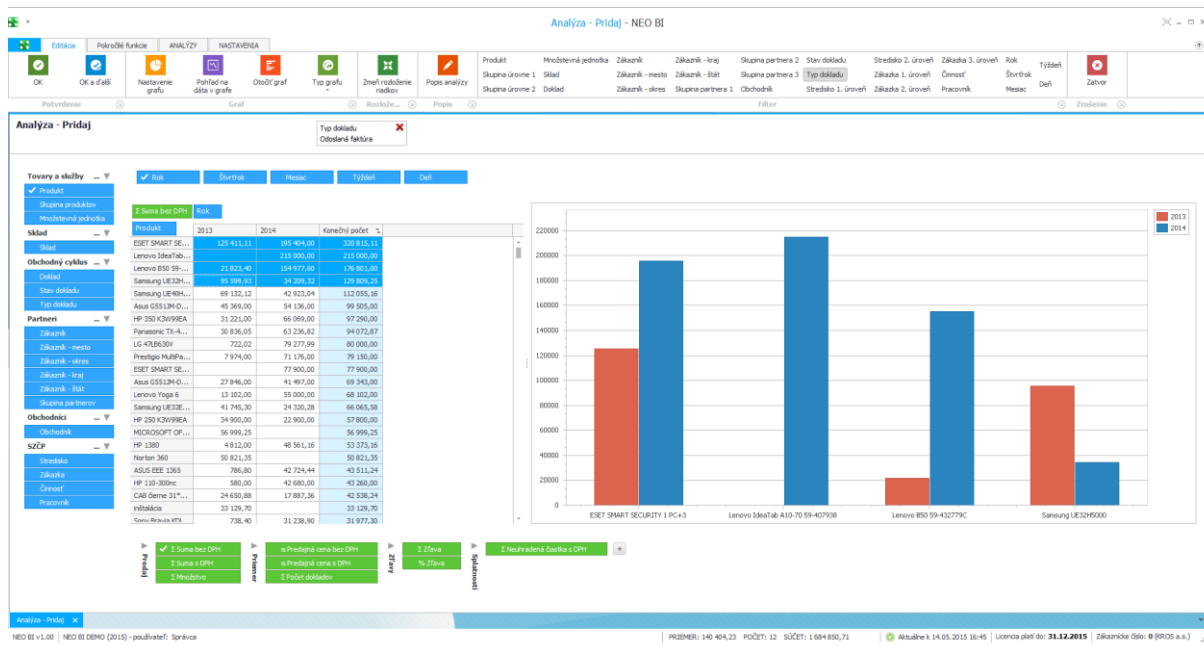 Analýza - Pridaj - NEO BI
Editácia Pokročilé funkcie ANALÝZY NASTAVENIA
OK
OK a ďalší
Nastavenie grafu
Pohľad na dáta v grafe
Otočiť graf
Typ grafu
Zmeň rozloženie riadkov
Popis analýzy
Produkt Množstevná jednotka Zákazník Zákazník - kraj Skupina partnera 2 Stav dokladu Stredisko 2. úroveň Zákazka 3. úroveň Rok Týždeň
Skupina úrovne 1 Sklad Zákazník - mesto Zákazník - štát Skupina partnera 3 Typ dokladu Zákazka 1. úroveň Činnosť Štvrťrok Deň
Skupina úrovne 2 Doklad Zákazník - okres Skupina partnera 1 Obchodník Stredisko 1. úroveň Zákazka 2. úroveň Pracovník Mesiac
Zatvor
Potvrdenie Graf Rozlože... Popis Filter Zrušenie
Analýza - Pridaj
Typ dokladu
Odoslaná faktúra
Tovary a služby
Produkt
Skupina produktov
Množstevná jednotka
Sklad
Sklad
Obchodný cyklus
Doklad
Stav dokladu
Typ dokladu
Partneri
Zákazník
Zákazník - mesto
Zákazník - okres
Zákazník - kraj
Zákazník - štát
Skupina partnerov
Obchodníci
Obchodník
SZČP
Stredisko
Zákazka
Činnosť
Pracovník
Rok Štvrťrok Mesiac Týždeň Deň
Σ Suma bez DPH Rok
Produkt 2013 2014 Konečný počet
ESET SMART SE... 125 411,11 195 404,00 320 815,11
Lenovo IdeaTab... 215 000,00 215 000,00
Lenovo B50 59-... 21 823,40 154 977,60 176 801,00
Samsung UE32H... 95 599,93 34 209,32 129 809,25
Samsung UE40H... 69 132,12 42 923,04 112 055,16
Asus G551JM-D... 45 369,00 54 136,00 99 505,00
HP 350 K3W99EA 31 221,00 66 069,00 97 290,00
Panasonic TX-4... 30 836,05 63 236,82 94 072,87
LG 47LB630V 722,02 79 277,99 80 000,00
Prestigio MultiPa... 7 974,00 71 176,00 79 150,00
ESET SMART SE... 77 900,00 77 900,00
Asus G551JM-D... 27 846,00 41 497,00 69 343,00
Lenovo Yoga 6 13 102,00 55 000,00 68 102,00
Samsung UE32E... 41 745,30 24 320,28 66 065,58
HP 250 K3W99EA 34 900,00 22 900,00 57 800,00
MICROSOFT OF... 56 999,25 56 999,25
HP 1380 4 812,00 48 561,16 53 373,16
Norton 360 50 821,35 50 821,35
ASUS EEE 1365 786,80 42 724,44 43 511,24
HP 110-300nc 580,00 42 680,00 43 260,00
CAB čierne 31*... 24 650,88 17 887,36 42 538,24
inštalácia 33 129,70 33 129,70
Sony Bravia KDL 738,40 31 238,90 31 977,30
2013
2014
220000
200000
180000
160000
140000
120000
100000
80000
60000
40000
20000
0
ESET SMART SECURITY 1 PC+3 Lenovo IdeaTab A10-70 59-407938 Lenovo B50 59-432779C Samsung UE32H5000
Predaj
Σ Suma bez DPH
Σ Suma s DPH
Σ Množstvo
Priemer
Predajná cena bez DPH
Predajná cena s DPH
Σ Počet dokladov
Zľavy
Σ Zľava
% Zľava
Splatnosti
Σ Neuhradená čiastka s DPH
+
Analýza - Pridaj X
NEO BI v1.00 NEO BI DEMO (2015) - používateľ: Správca PRIEMER: 140 404,23 POČET: 12 SÚČET: 1 684 850,71 Aktuálne k 14.05.2015 16:45 Licencia platí do: 31.12.2015 Zákaznícke číslo: 0 (KROS a.s.)